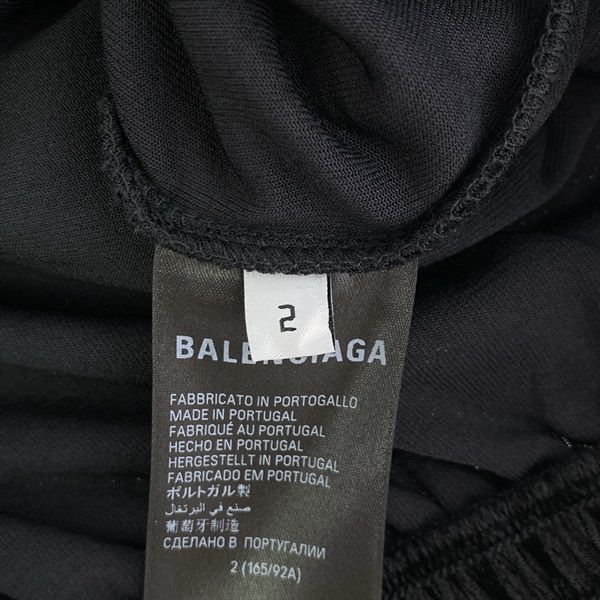 2
BALENCIAGA
FABBRICATO IN PORTOGALLO
MADE IN PORTUGAL
FABRIQUÉ AU PORTUGAL
HECHO EN PORTUGAL
HERGESTELLT IN PORTUGAL
FABRICADO EM PORTUGAL
ポルトガル製
صنع في البرتغال
葡萄牙制造
СДЕЛАНО В ПОРТУГАЛИИ
2 (165/92A)